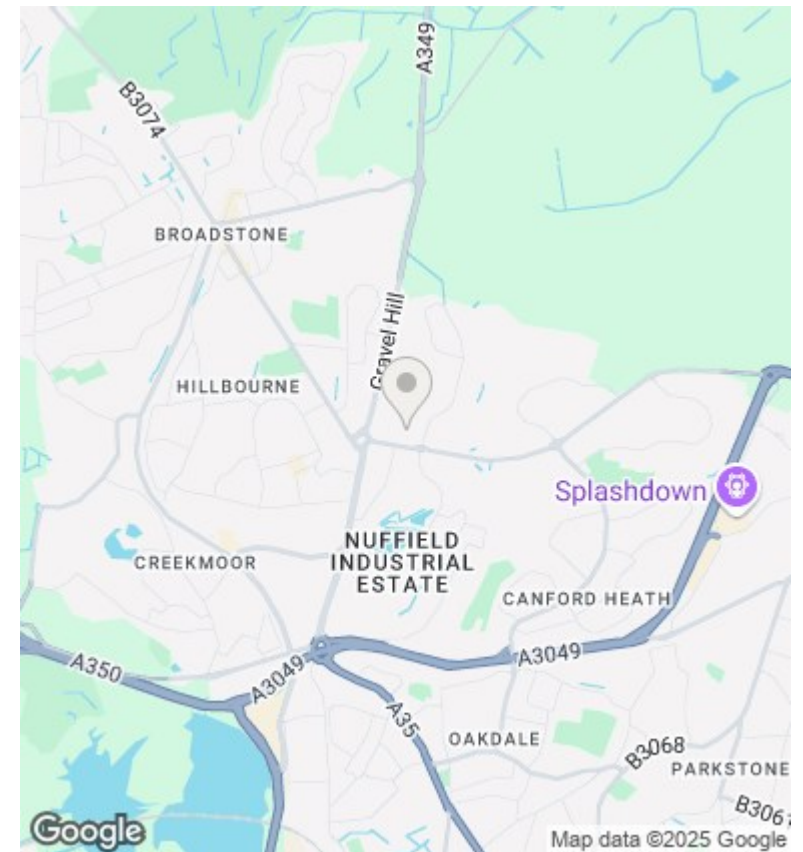 A349
B3074
BROADSTONE
Gravel Hill
HILLBOURNE
Splashdown
NUFFIELD
INDUSTRIAL
ESTATE
CREEKMOOR
CANFORD HEATH
A350
A3049
A3049
A35
OAKDALE
B3068
PARKSTONE
B3061
Google
Map data ©2025 Google